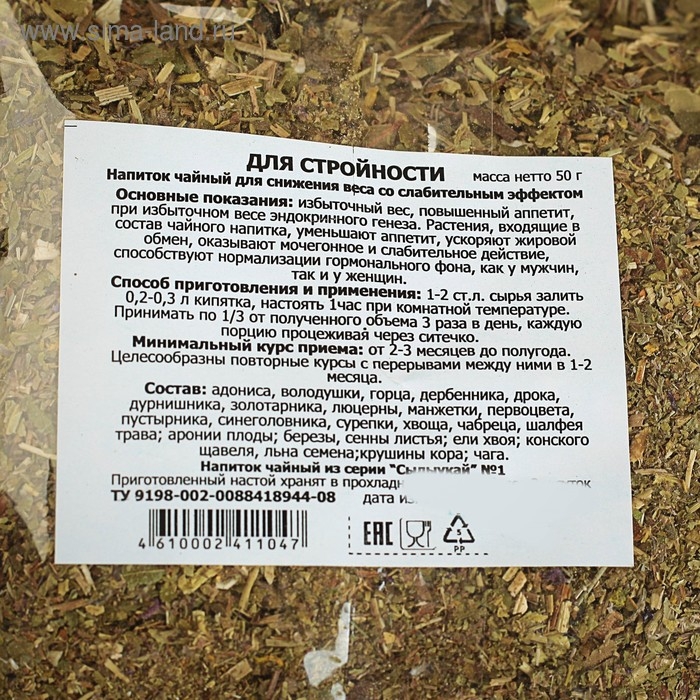 www.sima-land.ru
ДЛЯ СТРОЙНОСТИ масса нетто 50 г
Напиток чайный для снижения веса со слабительным эффектом
Основные показания: избыточный вес, повышенный аппетит,
при избыточном весе эндокринного генеза. Растения, входящие в
состав чайного напитка, уменьшают аппетит, ускоряют жировой
обмен, оказывают мочегонное и слабительное действие,
способствуют нормализации гормонального фона, как у мужчин,
так и у женщин.
Способ приготовления и применения: 1-2 ст.л. сырья залить
0,2-0,3 л кипятка, настоять 1час при комнатной температуре.
Принимать по 1/3 от полученного объема 3 раза в день, каждую
порцию процеживая через ситечко.
Минимальный курс приема: от 2-3 месяцев до полугода.
Целесообразны повторные курсы с перерывами между ними в 1-2
месяца.
Состав: адониса, володушки, горца, дербенника, дрока,
дурнишника, золотарника, люцерны, манжетки, первоцвета,
пустырника, синеголовника, сурепки, хвоща, чабреца, шалфея
трава; аронии плоды; березы, сенны листья; ели хвоя; конского
щавеля, льна семена;крушины кора; чага.
Напиток чайный из серии "Сылыукай" №1
Приготовленный настой хранят в прохладн
ТУ 9198-002-0088418944-08 дата из
4 610002 411047
EAC 5
PP